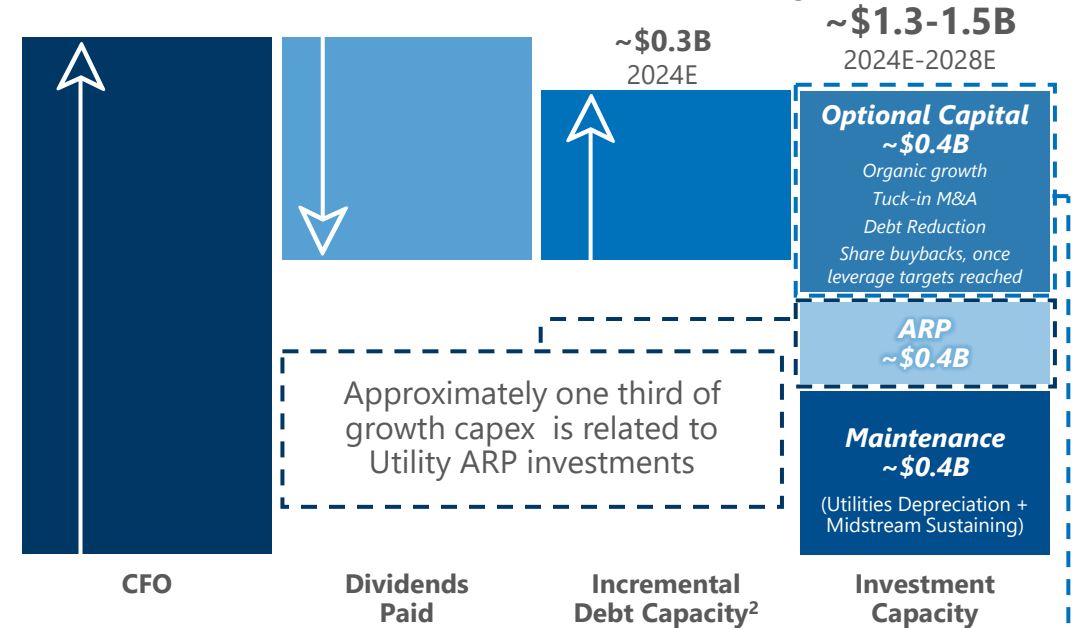 ~$1.3-1.5B
2024E-2028E
~$0.3B
2024E
Optional Capital
~$0.4B
Organic growth
Tuck-in M&A
Debt Reduction
Share buybacks, once
leverage targets reached
ARP
~$0.4B
Approximately one third of
growth capex is related to
Utility ARP investments
Maintenance
~$0.4B
(Utilities Depreciation +
Midstream Sustaining)
CFO
Dividends
Paid
Incremental
Debt Capacity²
Investment
Capacity